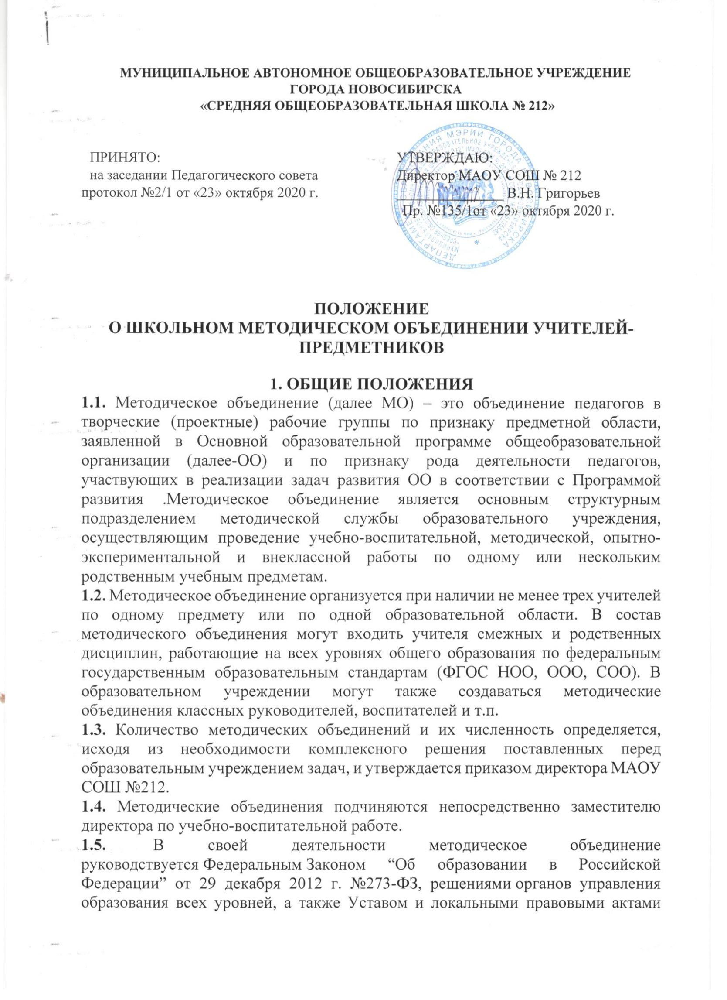 МУНИЦИПАЛЬНОЕ АВТОНОМНОЕ ОБЩЕОБРАЗОВАТЕЛЬНОЕ УЧРЕЖДЕНИЕ
ГОРОДА НОВОСИБИРСКА
«СРЕДНЯЯ ОБЩЕОБРАЗОВАТЕЛЬНАЯ ШКОЛА № 212»
ПРИНЯТО:
на заседании Педагогического совета
протокол №2/1 от «23» октября 2020 г.
УТВЕРЖДАЮ:
Директор МАОУ СОШ № 212
В.Н. Григорьев
Пр. №135/1от «23» октября 2020 г.
ПОЛОЖЕНИЕ
О ШКОЛЬНОМ МЕТОДИЧЕСКОМ ОБЪЕДИНЕНИИ УЧИТЕЛЕЙ-
ПРЕДМЕТНИКОВ
1. ОБЩИЕ ПОЛОЖЕНИЯ
1.1. Методическое объединение (далее МО) – это объединение педагогов в
творческие (проектные) рабочие группы по признаку предметной области,
заявленной в Основной образовательной программе общеобразовательной
организации (далее-ОО) и по признаку рода деятельности педагогов,
участвующих в реализации задач развития ОО в соответствии с Программой
развития .Методическое объединение является основным структурным
подразделением методической службы образовательного учреждения,
осуществляющим проведение учебно-воспитательной, методической, опытно-
экспериментальной и внеклассной работы по одному или нескольким
родственным учебным предметам.
1.2. Методическое объединение организуется при наличии не менее трех учителей
по одному предмету или по одной образовательной области. В состав
методического объединения могут входить учителя смежных и родственных
дисциплин, работающие на всех уровнях общего образования по федеральным
государственным образовательным стандартам (ФГОС НОО, ООО, СОО). В
образовательном учреждении могут также создаваться методические
объединения классных руководителей, воспитателей и т.п.
1.3. Количество методических объединений и их численность определяется,
исходя из необходимости комплексного решения поставленных перед
образовательным учреждением задач, и утверждается приказом директора МАОУ
СОШ №212.
1.4. Методические объединения подчиняются непосредственно заместителю
директора по учебно-воспитательной работе.
1.5. В своей деятельности методическое объединение
руководствуется Федеральным Законом “Об образовании в Российской
Федерации” от 29 декабря 2012 г. №273-ФЗ, решениями органов управления
образования всех уровней, а также Уставом и локальными правовыми актами